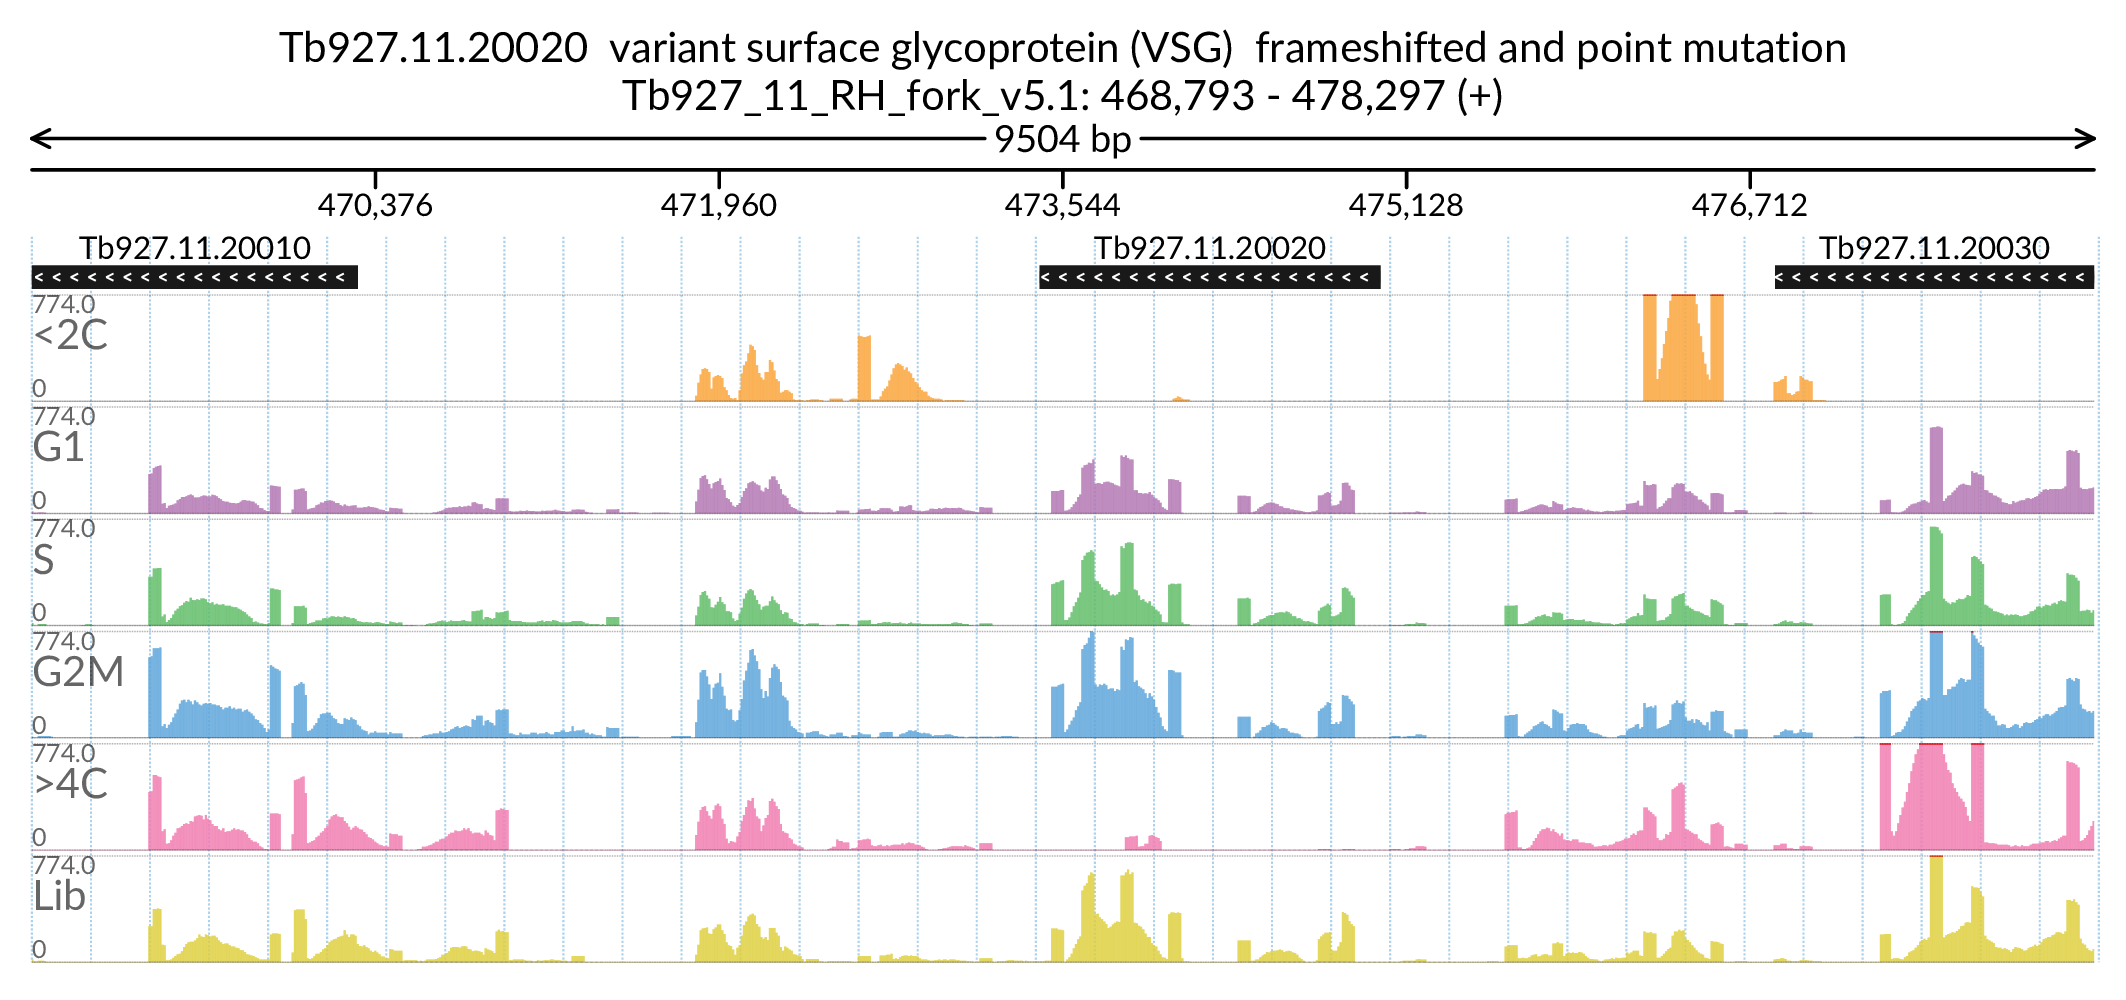 Tb927.11.20020  variant surface glycoprotein (VSG)  frameshifted and point mutation
Tb927_11_RH_fork_v5.1: 468,793 - 478,297 (+)
9504 bp
470,376 471,960 473,544 475,128 476,712
Tb927.11.20010 Tb927.11.20020 Tb927.11.20030
774.0
<2C
0
774.0
G1
0
774.0
S
0
774.0
G2M
0
774.0
>4C
0
774.0
Lib
0